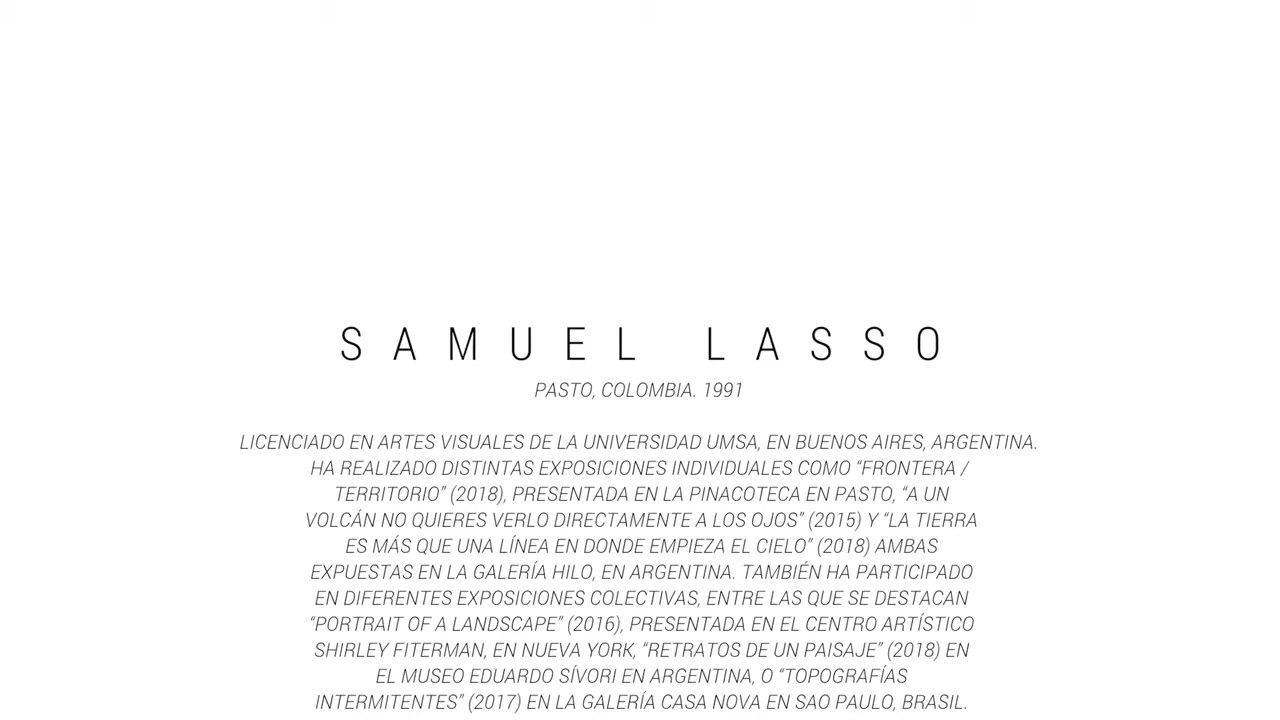 SAMUEL LASSO
PASTO, COLOMBIA. 1991
LICENCIADO EN ARTES VISUALES DE LA UNIVERSIDAD UMSA, EN BUENOS AIRES, ARGENTINA.
HA REALIZADO DISTINTAS EXPOSICIONES INDIVIDUALES COMO “FRONTERA /
TERRITORIO” (2018), PRESENTADA EN LA PINACOTECA EN PASTO, “A UN
VOLCÁN NO QUIERES VERLO DIRECTAMENTE A LOS OJOS” (2015) Y “LA TIERRA
ES MÁS QUE UNA LÍNEA EN DONDE EMPIEZA EL CIELO” (2018) AMBAS
EXPUESTAS EN LA GALERÍA HILO, EN ARGENTINA. TAMBIÉN HA PARTICIPADO
EN DIFERENTES EXPOSICIONES COLECTIVAS, ENTRE LAS QUE SE DESTACAN
“PORTRAIT OF A LANDSCAPE” (2016), PRESENTADA EN EL CENTRO ARTÍSTICO
SHIRLEY FITERMAN, EN NUEVA YORK, “RETRATOS DE UN PAISAJE” (2018) EN
EL MUSEO EDUARDO SÍVORI EN ARGENTINA, O “TOPOGRAFÍAS
INTERMITENTES” (2017) EN LA GALERÍA CASA NOVA EN SAO PAULO, BRASIL.